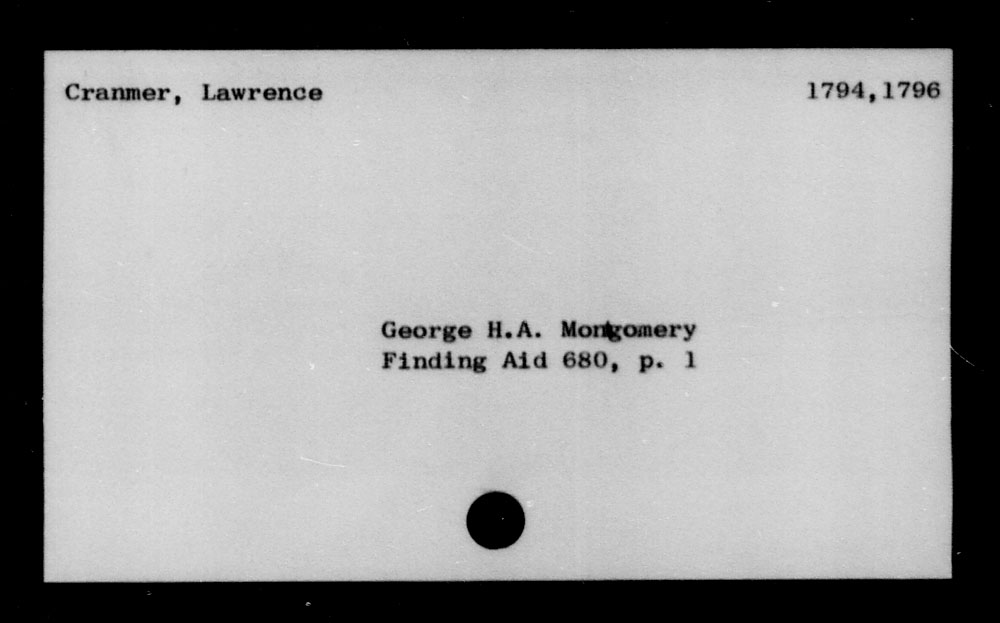 Cranmer, Lawrence 1794,1796
George H.A. Montgomery
Finding Aid 680, p. 1